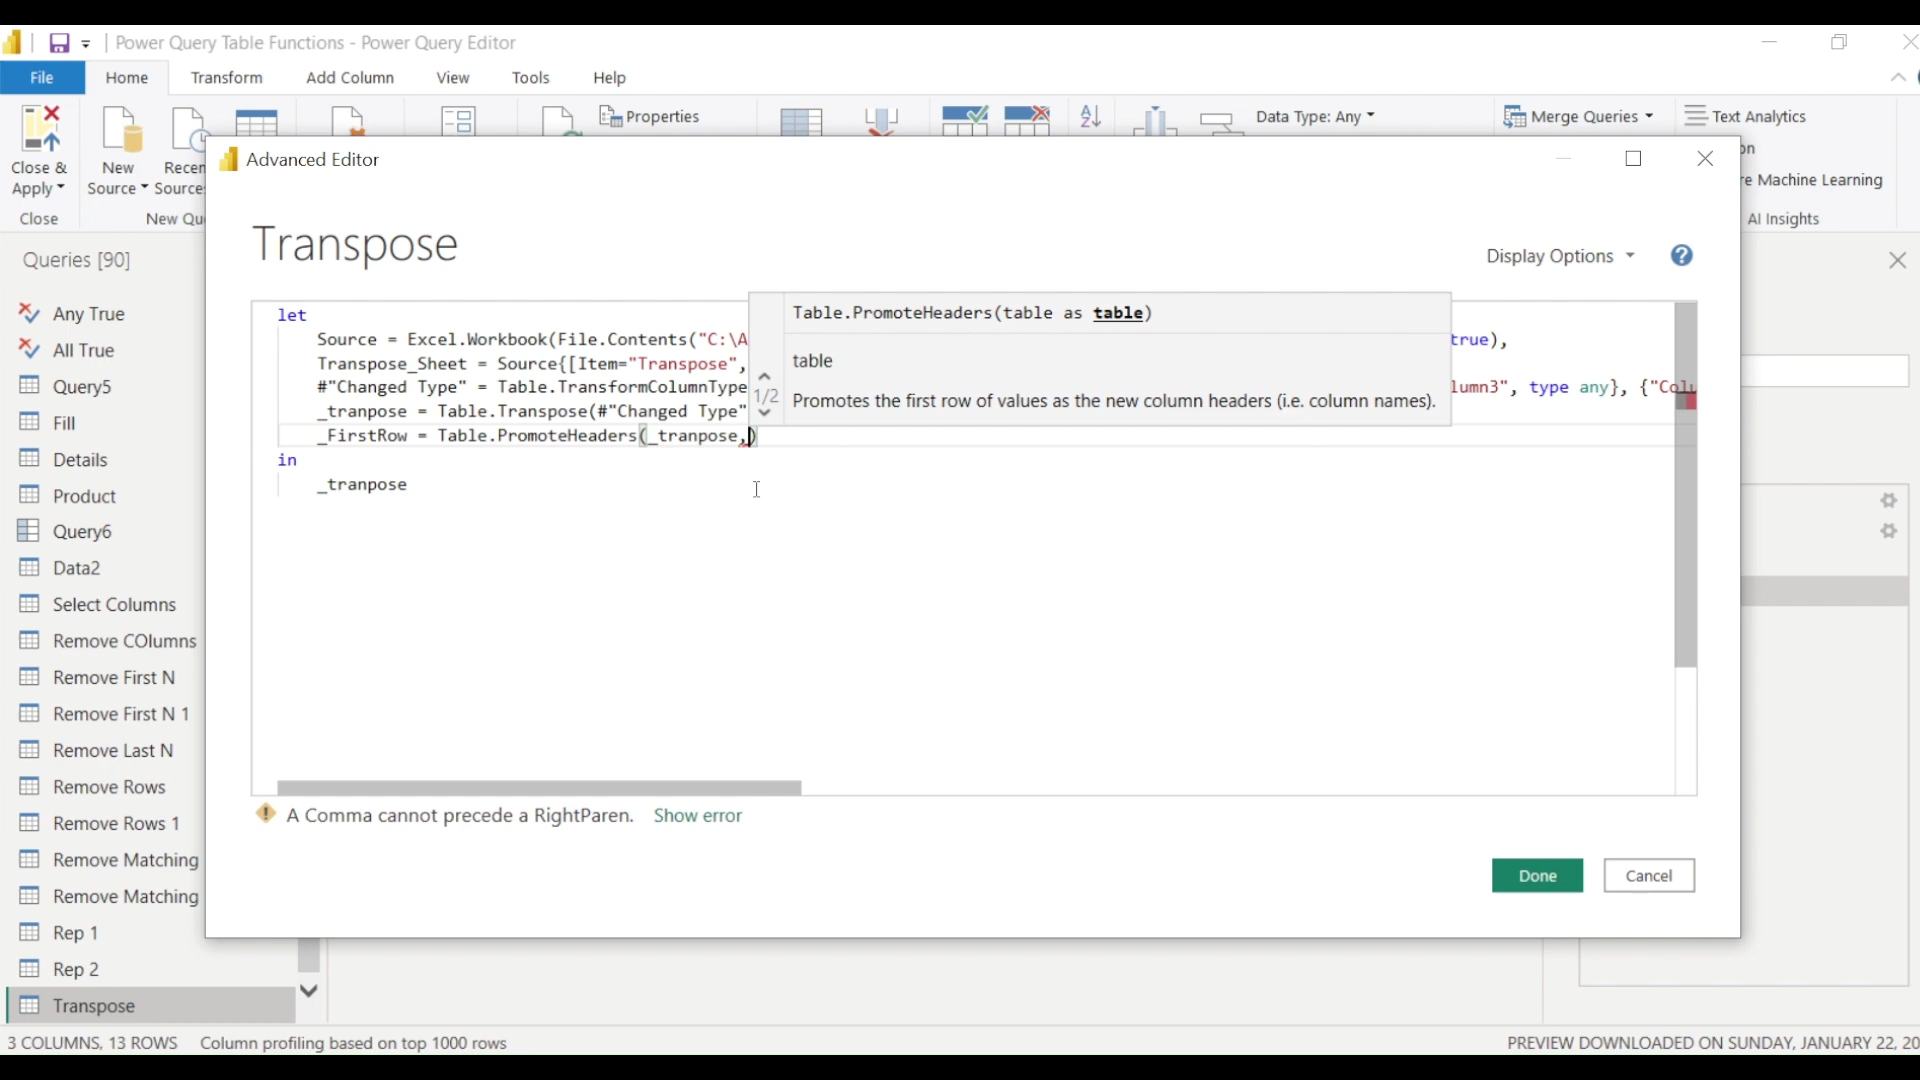 Power Query Table Functions - Power Query Editor
File Home Transform Add Column View Tools Help
Close & Apply
New Source
Properties
Data Type: Any
Merge Queries
Text Analytics
re Machine Learning
Close
New Qu
AI Insights
Advanced Editor
Transpose
Display Options
?
Queries [90]
Any True
All True
Query5
Fill
Details
Product
Query6
Data2
Select Columns
Remove COlumns
Remove First N
Remove First N 1
Remove Last N
Remove Rows
Remove Rows 1
Remove Matching
Remove Matching
Rep 1
Rep 2
Transpose
let
Source = Excel.Workbook(File.Contents("C:\A true),
Transpose_Sheet = Source{[Item="Transpose",
#"Changed Type" = Table.TransformColumnType lumn3", type any}, {"Colu
_tranpose = Table.Transpose(#"Changed Type"
_FirstRow = Table.PromoteHeaders(_tranpose,)
in
_tranpose
Table.PromoteHeaders(table as table)
1/2
table
Promotes the first row of values as the new column headers (i.e. column names).
A Comma cannot precede a RightParen. Show error
Done Cancel
3 COLUMNS, 13 ROWS Column profiling based on top 1000 rows
PREVIEW DOWNLOADED ON SUNDAY, JANUARY 22, 20